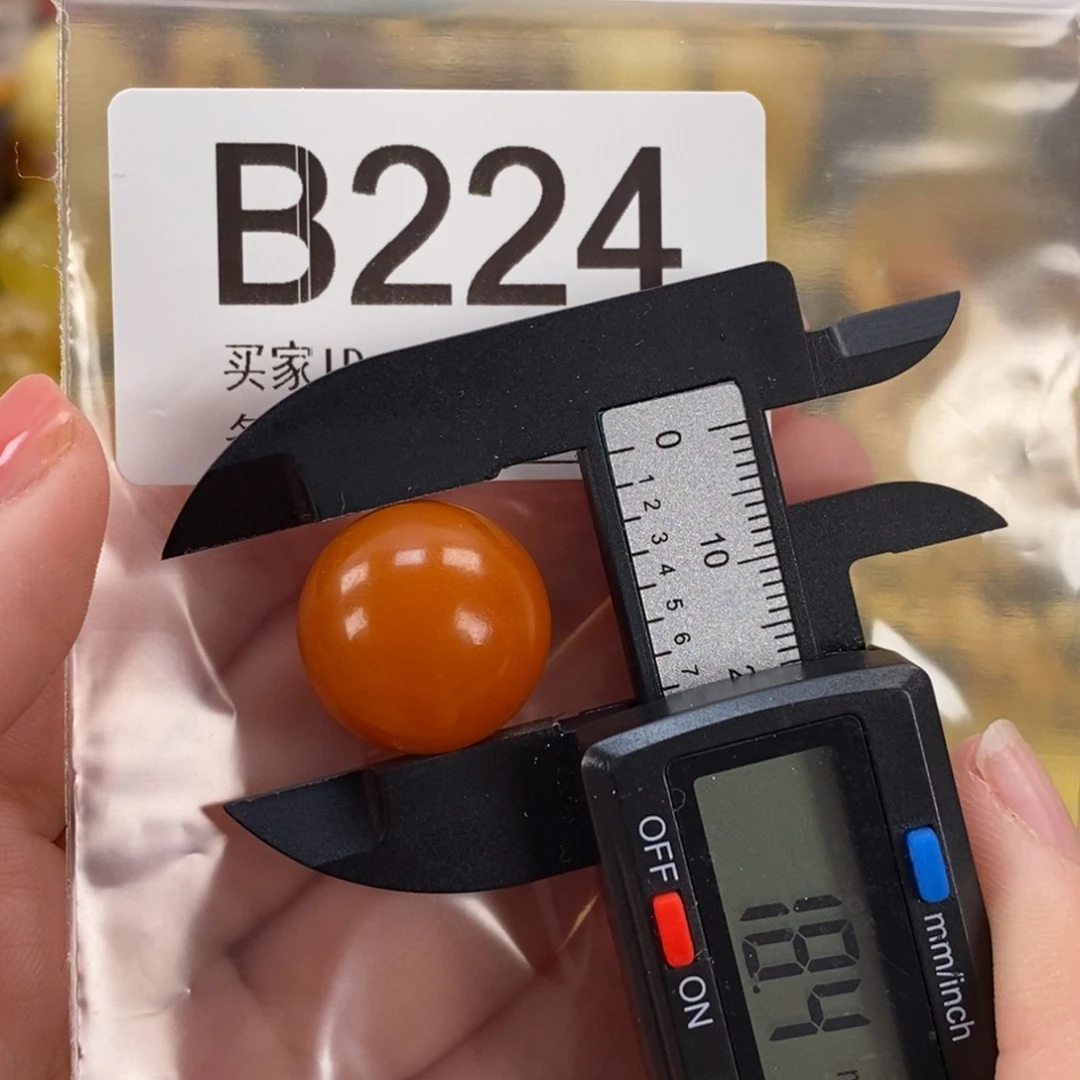 B224
买家ID
0
1 2 3 4 5 6 7
10
OFF
ON
mm/inch
18.4